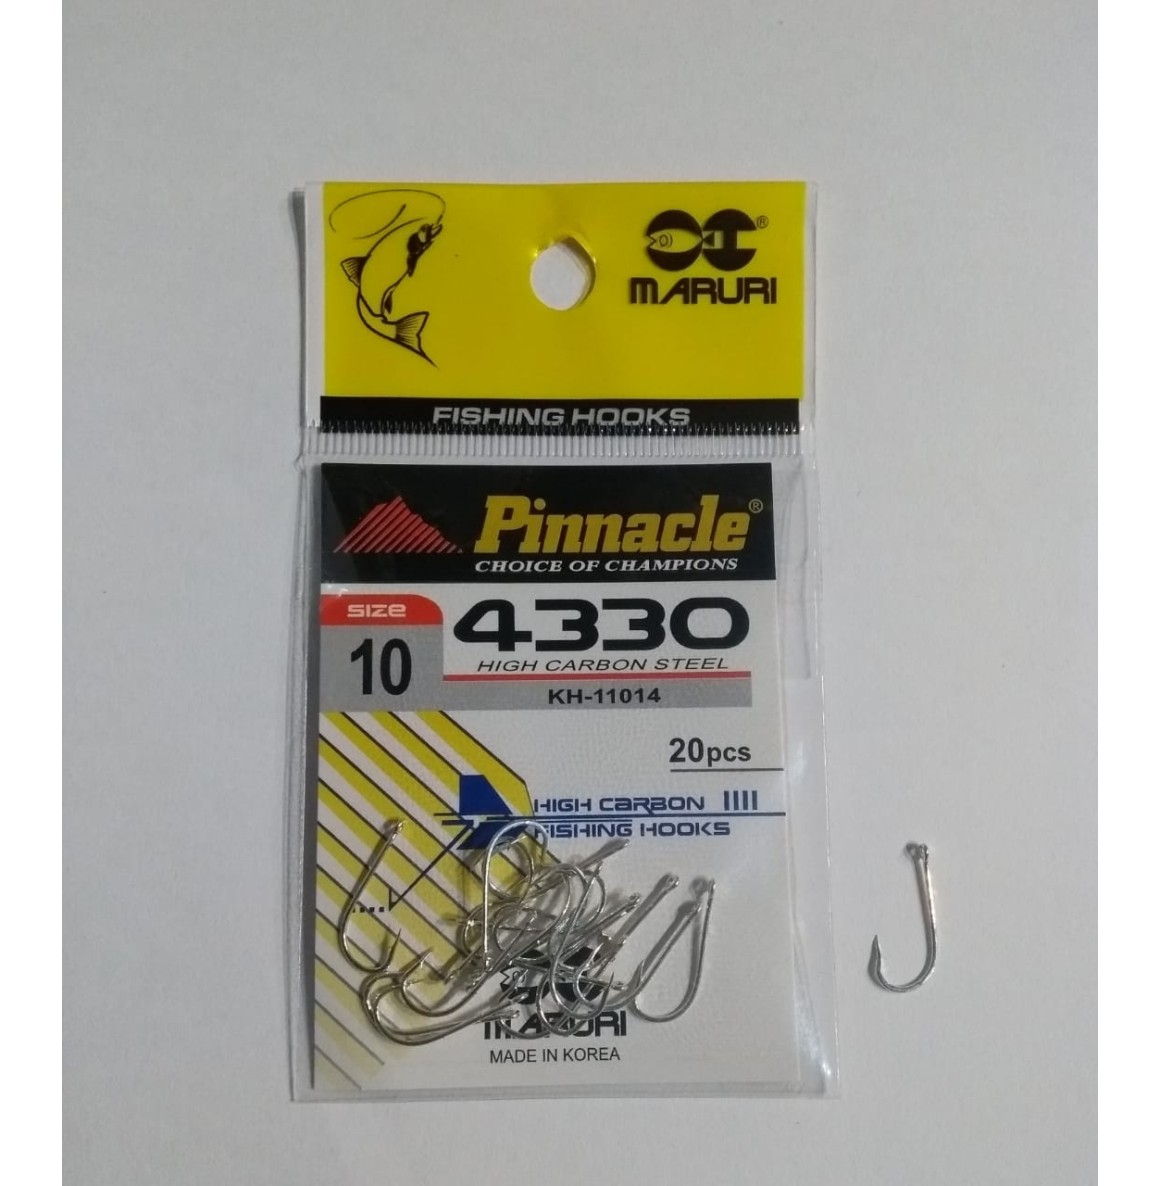 ®
MARURI
FISHING HOOKS
Pinnacle®
CHOICE OF CHAMPIONS
SIZE
10
4330
HIGH CARBON STEEL
KH-11014
20pcs
HIGH CARBON
FISHING HOOKS
MARURI
MADE IN KOREA